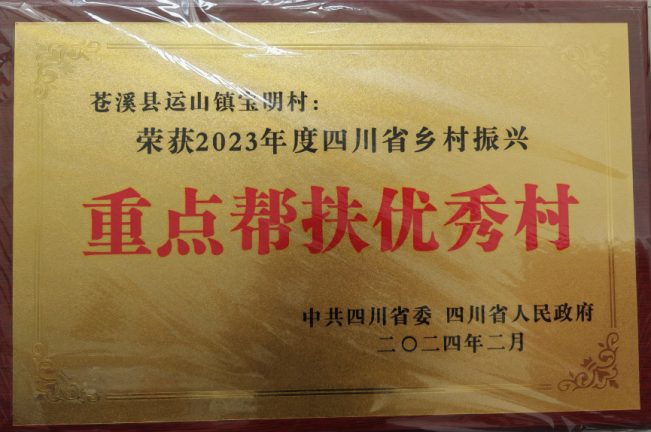 苍溪县运山镇宝明村：
荣获2023年度四川省乡村振兴
重点帮扶优秀村
中共四川省委 四川省人民政府
二〇二四年二月